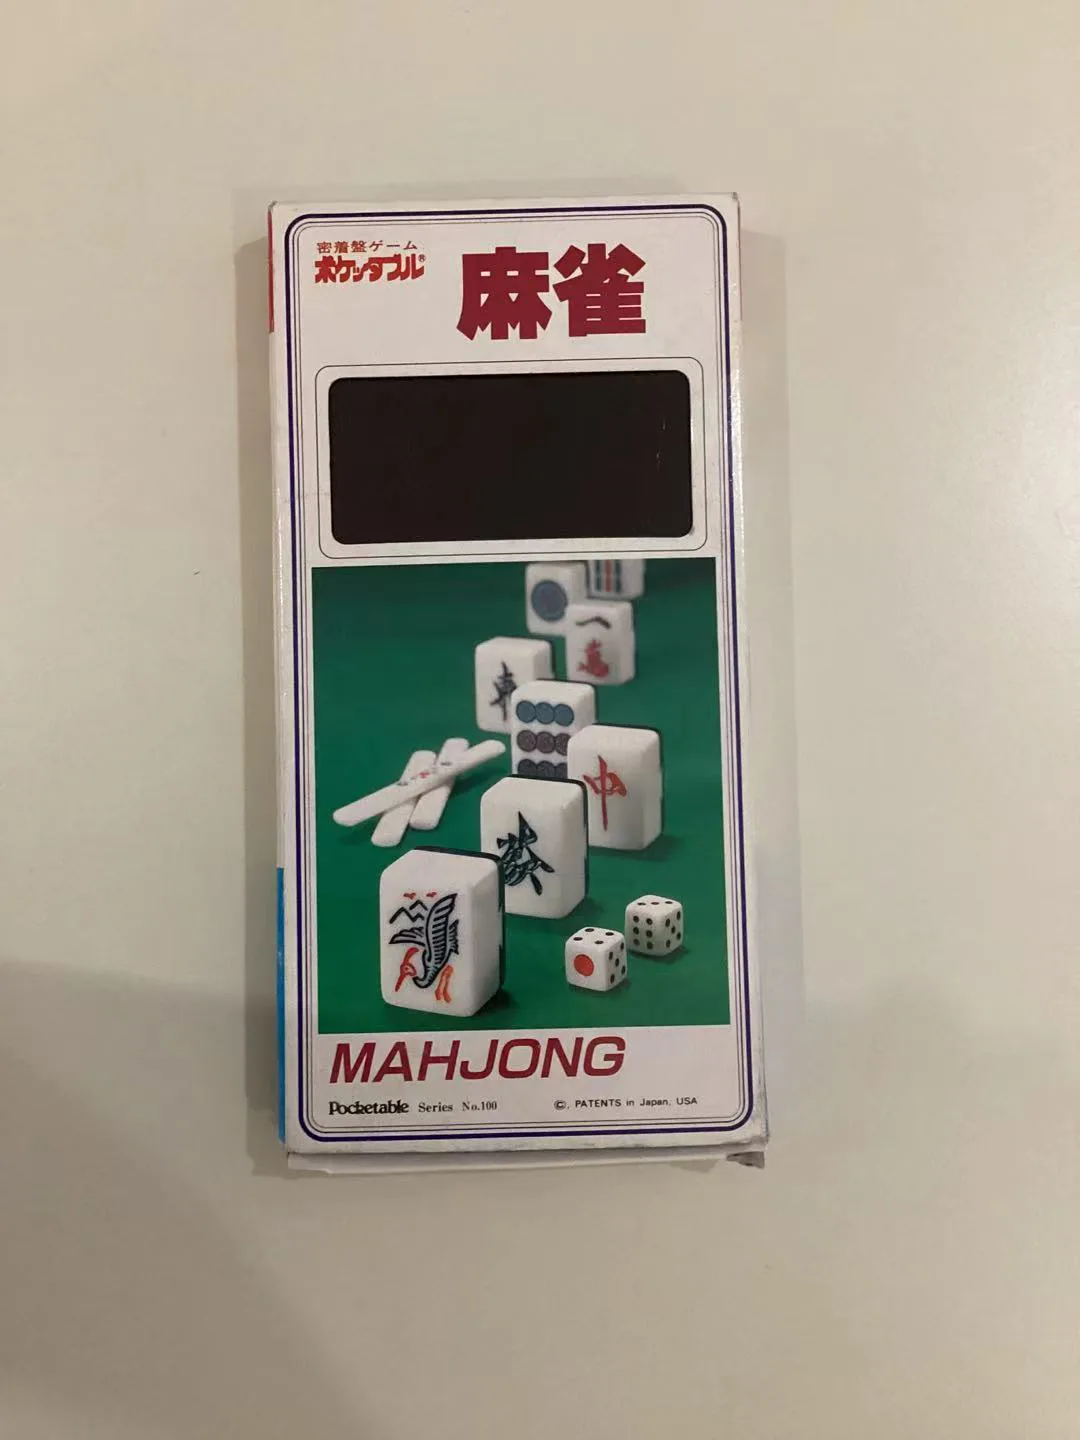 密着盤ゲーム
ポケッタブル®
麻雀
一
萬
車
中
發
MAHJONG
Pocketable Series No.100
©. PATENTS in Japan, USA